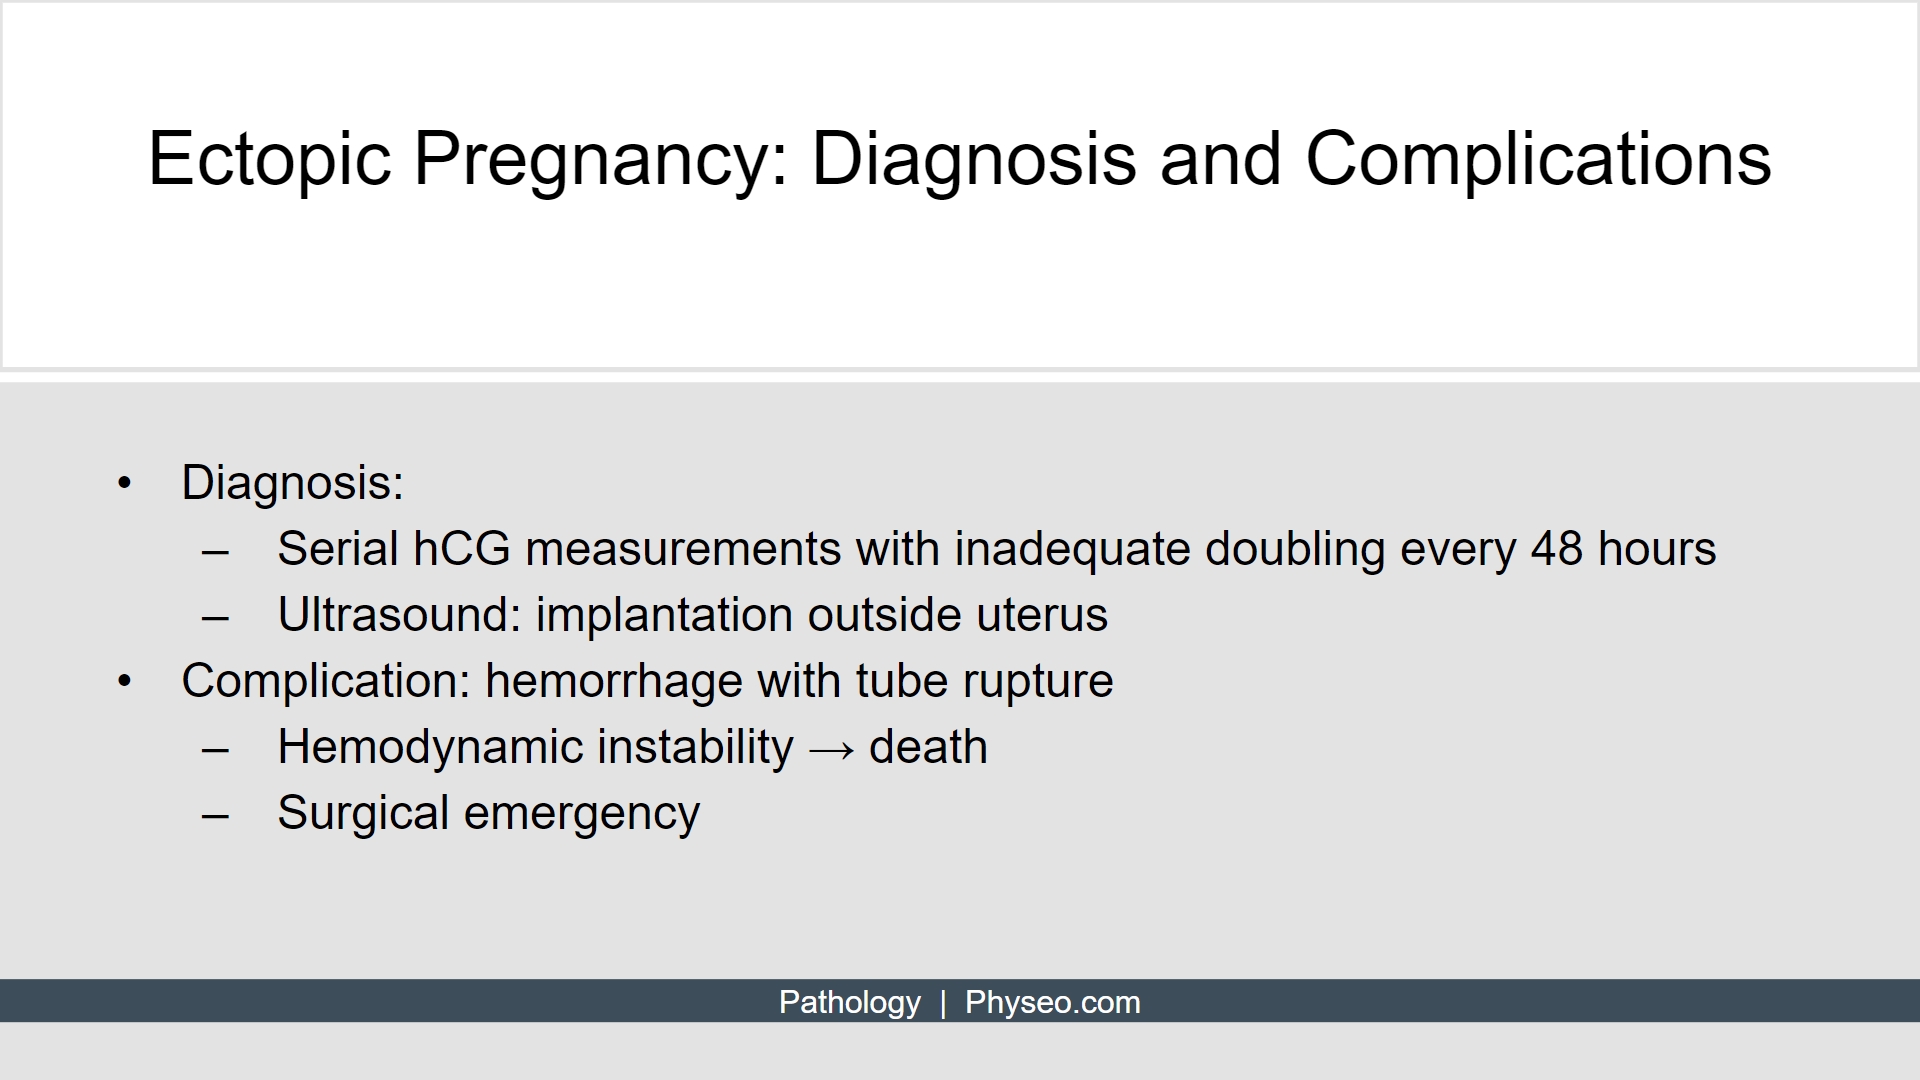 Ectopic Pregnancy: Diagnosis and Complications
• Diagnosis:
– Serial hCG measurements with inadequate doubling every 48 hours
– Ultrasound: implantation outside uterus
• Complication: hemorrhage with tube rupture
– Hemodynamic instability → death
– Surgical emergency
Pathology | Physeo.com